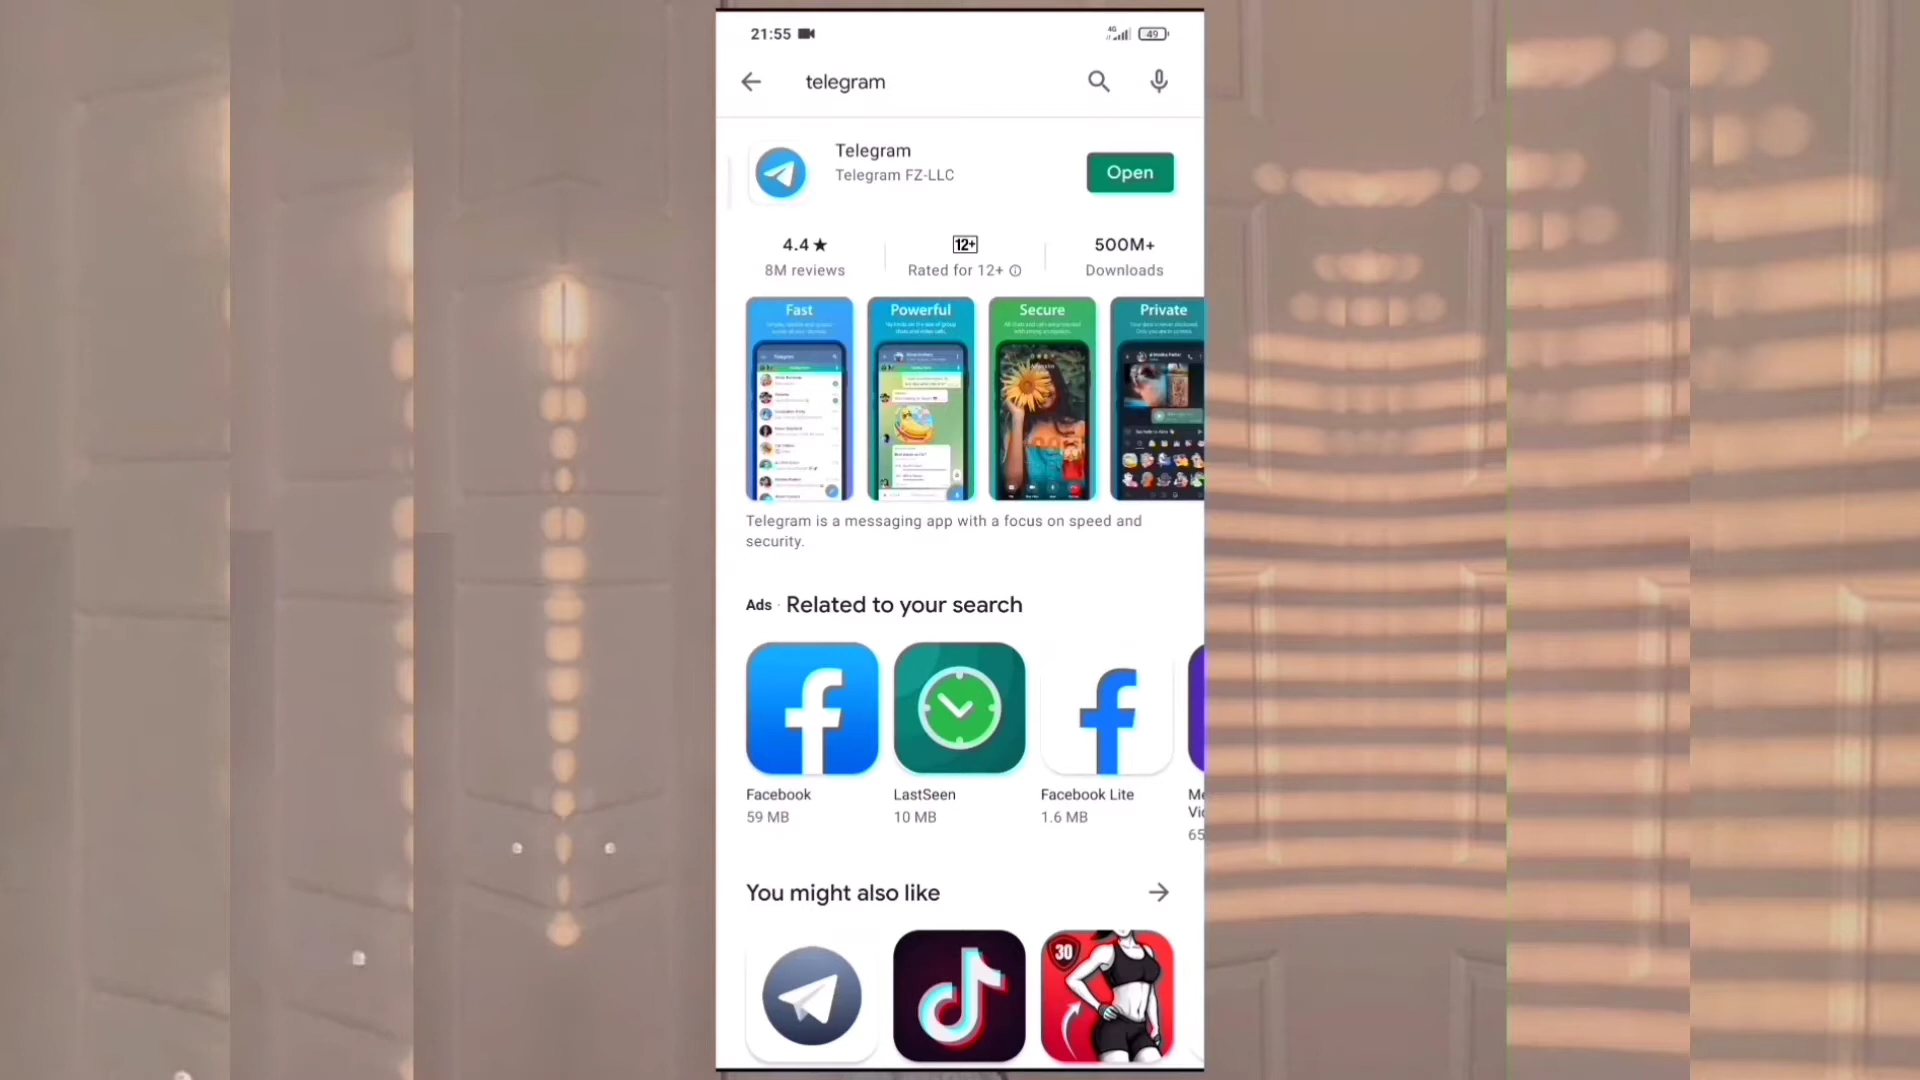 21:55
4G
49
telegram
Telegram
Telegram FZ-LLC
Open
4.4★
8M reviews
12+
Rated for 12+
500M+
Downloads
Fast
Powerful
Secure
Private
Telegram is a messaging app with a focus on speed and
security.
Ads · Related to your search
Facebook
59 MB
LastSeen
10 MB
Facebook Lite
1.6 MB
You might also like
30